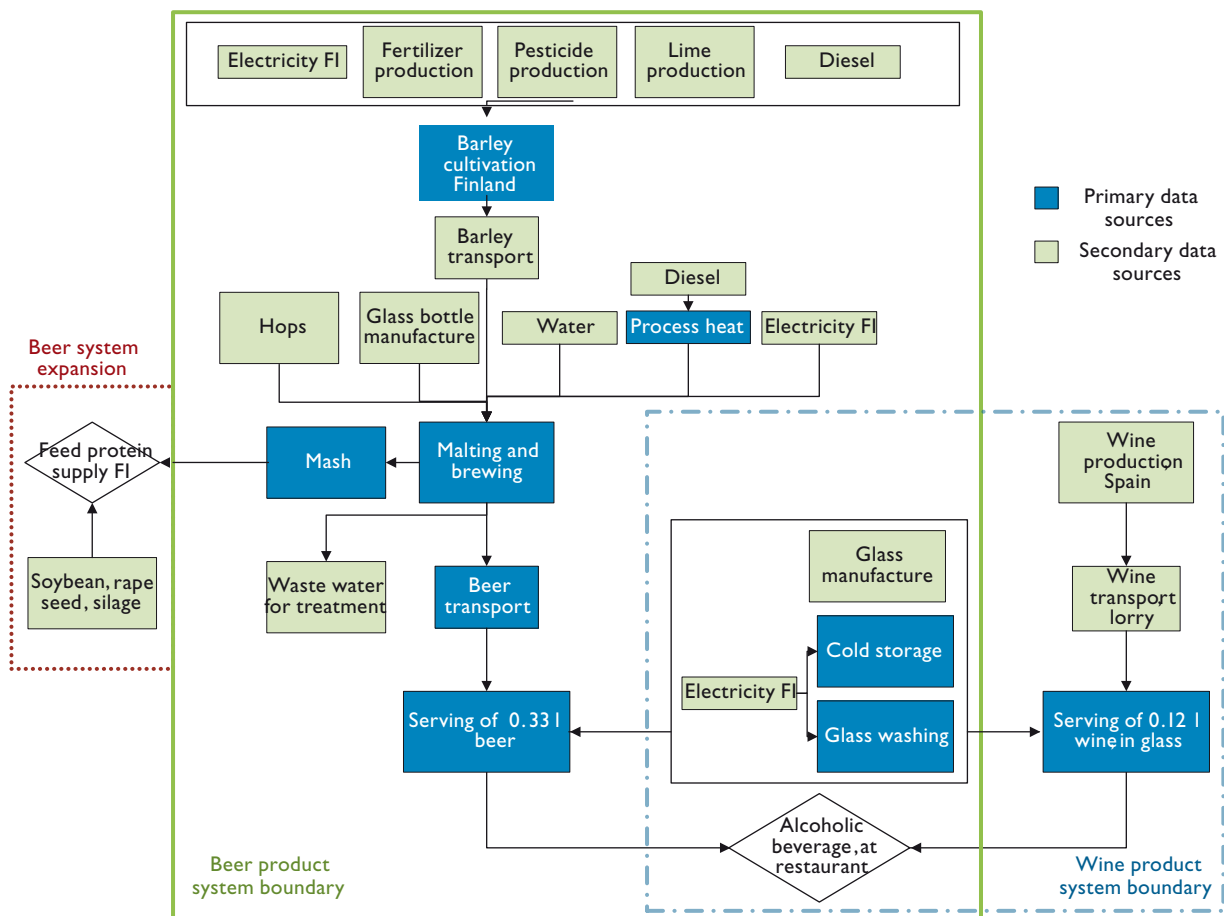 Electricity FI
Fertilizer
production
Pesticide
production
Lime
production
Diesel
Barley
cultivation
Finland
Primary data
sources
Secondary data
sources
Barley
transport
Diesel
Hops
Glass bottle
manufacture
Water
Process heat
Electricity FI
Beer system
expansion
Feed protein
supply FI
Mash
Malting and
brewing
Wine
production,
Spain
Soybean, rape
seed, silage
Waste water
for treatment
Beer
transport
Glass
manufacture
Wine
transport,
lorry
Cold storage
Electricity FI
Glass washing
Serving of 0.33 l
beer
Serving of 0.12 l
wine, in glass
Alcoholic
beverage, at
restaurant
Beer product
system boundary
Wine product
system boundary